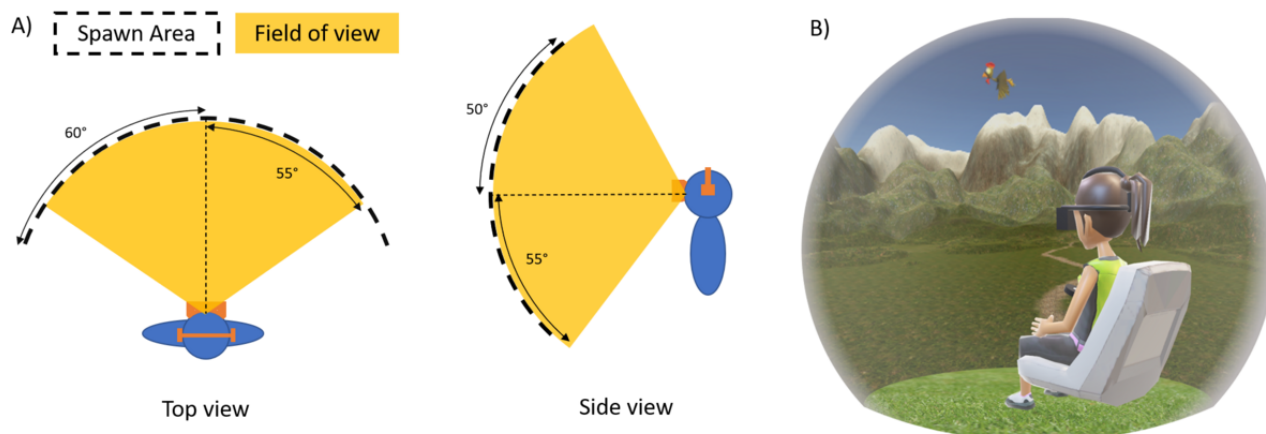 A)
Spawn Area
Field of view
B)
60°
55°
50°
55°
Top view
Side view